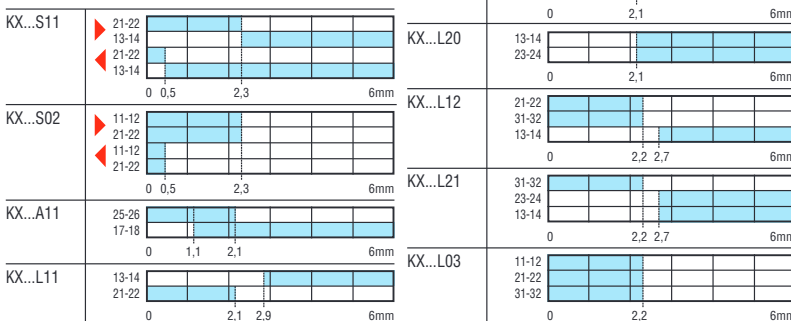 KX...S11
21-22
13-14
21-22
13-14
0 0,5 2,3 6mm
KX...S02
11-12
21-22
11-12
21-22
0 0,5 2,3 6mm
KX...A11
25-26
17-18
0 1,1 2,1 6mm
KX...L11
13-14
21-22
0 2,1 2,9 6mm
0 2,1 6mm
KX...L20
13-14
23-24
0 2,1 6mm
KX...L12
21-22
31-32
13-14
0 2,2 2,7 6mm
KX...L21
31-32
23-24
13-14
0 2,2 2,7 6mm
KX...L03
11-12
21-22
31-32
0 2,2 6mm